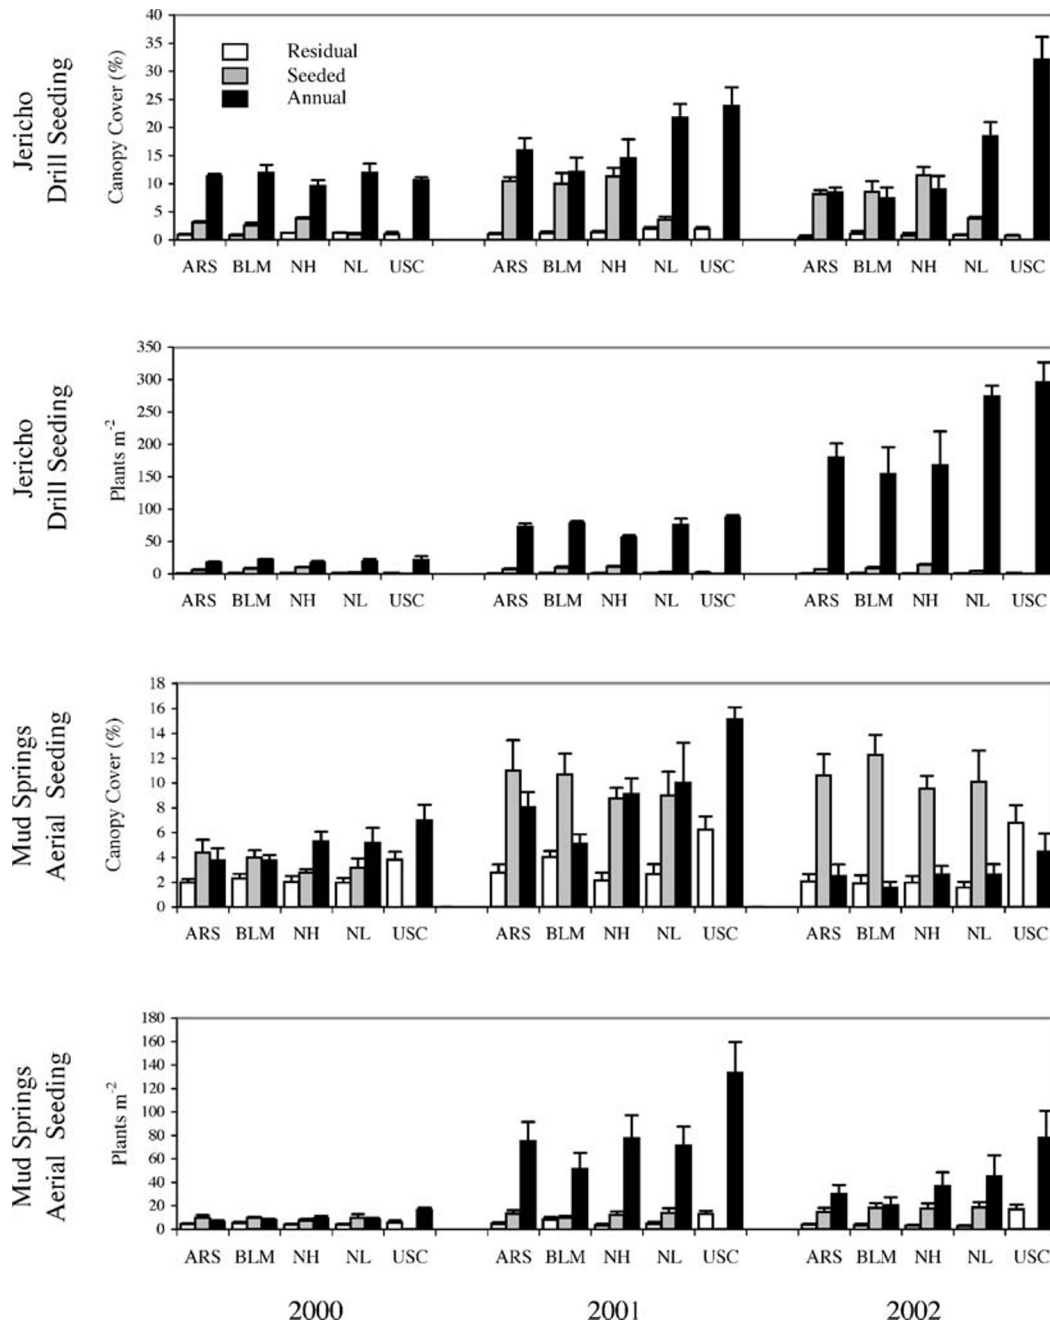 Jericho
Drill Seeding
Canopy Cover (%)
40
35
30
25
20
15
10
5
0
Residual
Seeded
Annual
ARS BLM NH NL USC ARS BLM NH NL USC ARS BLM NH NL USC
Jericho
Drill Seeding
Plants m-2
350
300
250
200
150
100
50
0
ARS BLM NH NL USC ARS BLM NH NL USC ARS BLM NH NL USC
Mud Springs
Aerial Seeding
Canopy Cover (%)
18
16
14
12
10
8
6
4
2
0
ARS BLM NH NL USC ARS BLM NH NL USC ARS BLM NH NL USC
Mud Springs
Aerial Seeding
Plants m-2
180
160
140
120
100
80
60
40
20
0
ARS BLM NH NL USC ARS BLM NH NL USC ARS BLM NH NL USC
2000 2001 2002